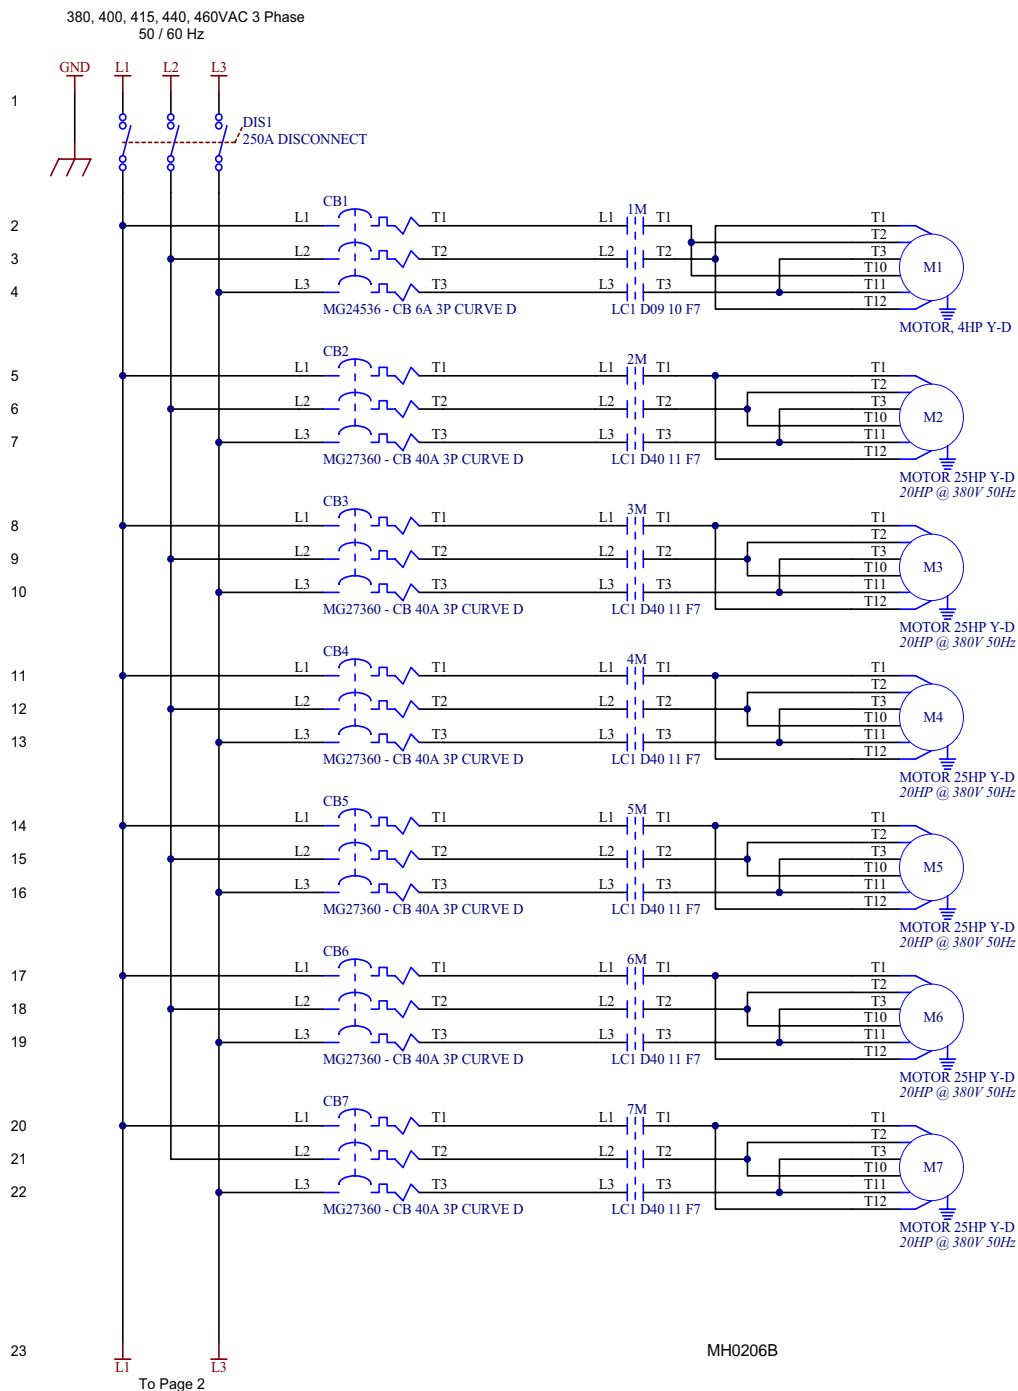 380, 400, 415, 440, 460VAC 3 Phase
50 / 60 Hz
GND L1 L2 L3
1
DIS1
250A DISCONNECT
CB1 1M
2 L1 T1 L1 T1 T1
T2
3 L2 T2 L2 T2 T3
M1
T10
4 L3 T3 L3 T3 T11
T12
MG24536 - CB 6A 3P CURVE D LC1 D09 10 F7
MOTOR, 4HP Y-D
CB2 2M
5 L1 T1 L1 T1 T1
T2
6 L2 T2 L2 T2 T3
M2
T10
7 L3 T3 L3 T3 T11
T12
MG27360 - CB 40A 3P CURVE D LC1 D40 11 F7
MOTOR 25HP Y-D
20HP @ 380V 50Hz
CB3 3M
8 L1 T1 L1 T1 T1
T2
9 L2 T2 L2 T2 T3
M3
T10
10 L3 T3 L3 T3 T11
T12
MG27360 - CB 40A 3P CURVE D LC1 D40 11 F7
MOTOR 25HP Y-D
20HP @ 380V 50Hz
CB4 4M
11 L1 T1 L1 T1 T1
T2
12 L2 T2 L2 T2 T3
M4
T10
13 L3 T3 L3 T3 T11
T12
MG27360 - CB 40A 3P CURVE D LC1 D40 11 F7
MOTOR 25HP Y-D
20HP @ 380V 50Hz
CB5 5M
14 L1 T1 L1 T1 T1
T2
15 L2 T2 L2 T2 T3
M5
T10
16 L3 T3 L3 T3 T11
T12
MG27360 - CB 40A 3P CURVE D LC1 D40 11 F7
MOTOR 25HP Y-D
20HP @ 380V 50Hz
CB6 6M
17 L1 T1 L1 T1 T1
T2
18 L2 T2 L2 T2 T3
M6
T10
19 L3 T3 L3 T3 T11
T12
MG27360 - CB 40A 3P CURVE D LC1 D40 11 F7
MOTOR 25HP Y-D
20HP @ 380V 50Hz
CB7 7M
20 L1 T1 L1 T1 T1
T2
21 L2 T2 L2 T2 T3
M7
T10
22 L3 T3 L3 T3 T11
T12
MG27360 - CB 40A 3P CURVE D LC1 D40 11 F7
MOTOR 25HP Y-D
20HP @ 380V 50Hz
23 MH0206B
L1 L3
To Page 2